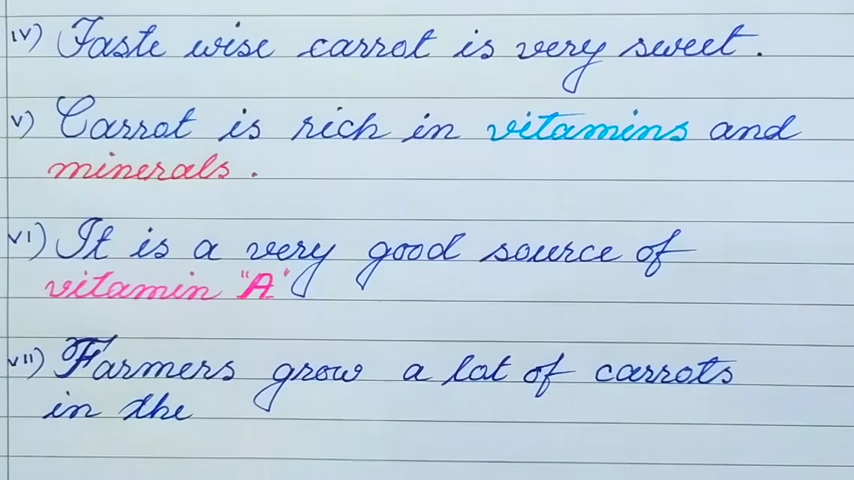 iv) Taste wise carrot is very sweet.
v) Carrot is rich in vitamins and
minerals.
vi) It is a very good source of
vitamin "A"
vii) Farmers grow a lot of carrots
in the